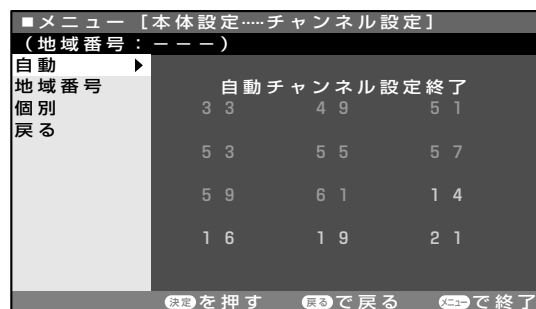 ■メニュー [本体設定……チャンネル設定]
(地域番号:ーーー)
自動 ▶
地域番号
個別
戻る
自動チャンネル設定終了
33 49 51
53 55 57
59 61 14
16 19 21
決定を押す 戻るで戻る メニューで終了